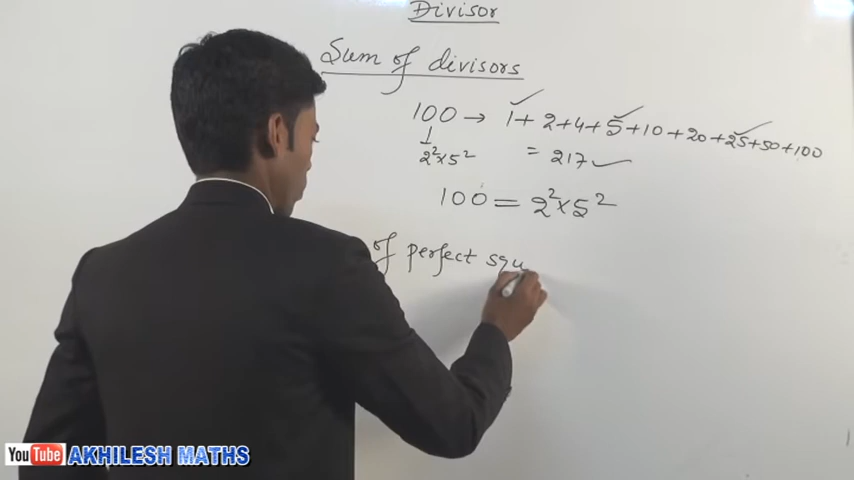 Divisor
Sum of divisors
100 → 1+2+4+5+10+20+25+50+100
2²×5² = 217
100 = 2²×5²
of perfect squ
YouTube AKHILESH MATHS